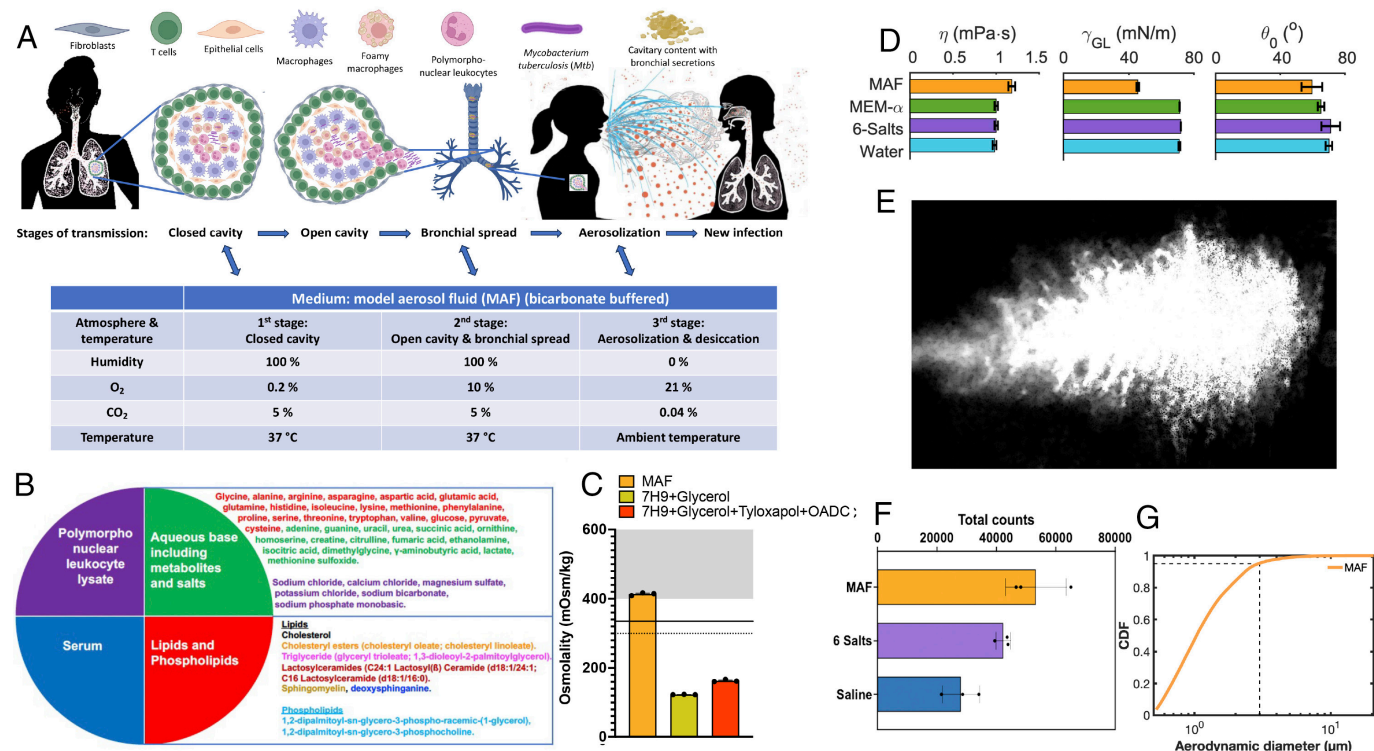 A
Fibroblasts
T cells
Epithelial cells
Macrophages
Foamy
macrophages
Polymorpho-
nuclear leukocytes
Mycobacterium
tuberculosis (Mtb)
Cavitary content with
bronchial secretions
Stages of transmission:
Closed cavity
Open cavity
Bronchial spread
Aerosolization
New infection
Medium: model aerosol fluid (MAF) (bicarbonate buffered)
Atmosphere &
temperature
1st stage:
Closed cavity
2nd stage:
Open cavity & bronchial spread
3rd stage:
Aerosolization & desiccation
Humidity 100 % 100 % 0 %
O2 0.2 % 10 % 21 %
CO2 5 % 5 % 0.04 %
Temperature 37 °C 37 °C Ambient temperature
B
Polymorpho
nuclear
leukocyte
lysate
Aqueous base
including
metabolites
and salts
Serum
Lipids and
Phospholipids
Glycine, alanine, arginine, asparagine, aspartic acid, glutamic acid,
glutamine, histidine, isoleucine, lysine, methionine, phenylalanine,
proline, serine, threonine, tryptophan, valine, glucose, pyruvate,
cysteine, adenine, guanine, uracil, urea, succinic acid, ornithine,
homoserine, creatine, citrulline, fumaric acid, ethanolamine,
isocitric acid, dimethylglycine, γ-aminobutyric acid, lactate,
methionine sulfoxide.
Sodium chloride, calcium chloride, magnesium sulfate,
potassium chloride, sodium bicarbonate,
sodium phosphate monobasic.
Lipids
Cholesterol
Cholesteryl esters (cholesteryl oleate; cholesteryl linoleate).
Triglyceride (glyceryl trioleate; 1,3-dioleoyl-2-palmitoylglycerol).
Lactosylceramides (C24:1 Lactosyl(ß) Ceramide (d18:1/24:1;
C16 Lactosylceramide (d18:1/16:0).
Sphingomyelin, deoxysphinganine.
Phospholipids
1,2-dipalmitoyl-sn-glycero-3-phospho-racemic-(1-glycerol),
1,2-dipalmitoyl-sn-glycero-3-phosphocholine.
C
MAF
7H9+Glycerol
7H9+Glycerol+Tyloxapol+OADC ;
Osmolality (mOsm/kg)
600
400
200
0
D
η (mPa·s)
0 0.5 1 1.5
γGL (mN/m)
0 40 80
θ0 (o)
0 40 80
MAF
MEM-α
6-Salts
Water
E
F
Total counts
0 20000 40000 60000 80000
MAF
6 Salts
Saline
G
CDF
1
0.8
0.6
0.4
0.2
0
MAF
10^0 10^1
Aerodynamic diameter (μm)